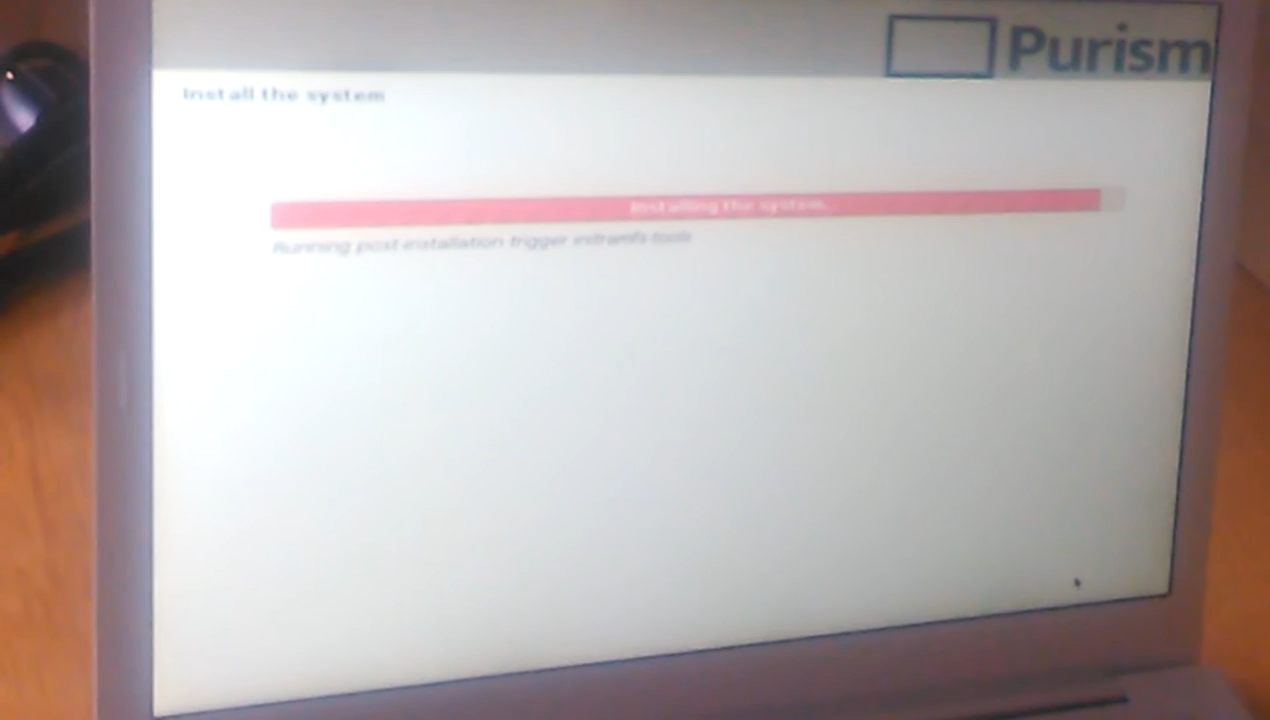 Purism
Install the system
Installing the system...
Running post-installation trigger initramfs-tools